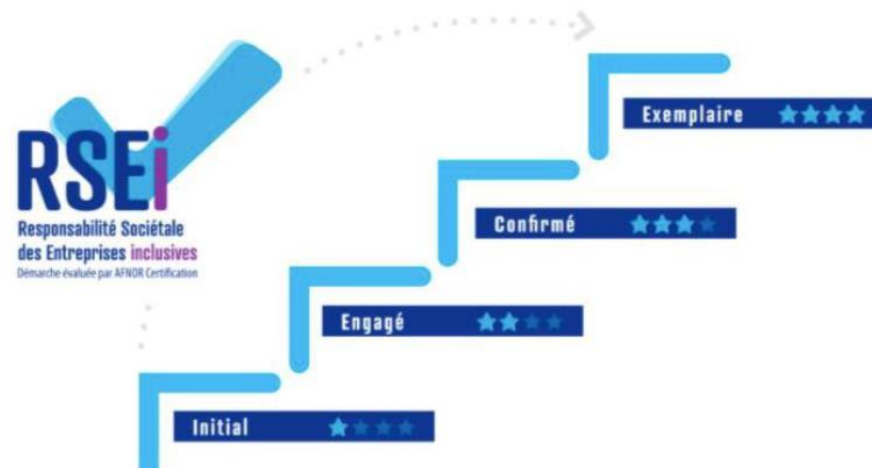 RSEi
Responsabilité Sociétale
des Entreprises inclusives
Démarche évaluée par AFNOR Certification
Exemplaire
Confirmé
Engagé
Initial